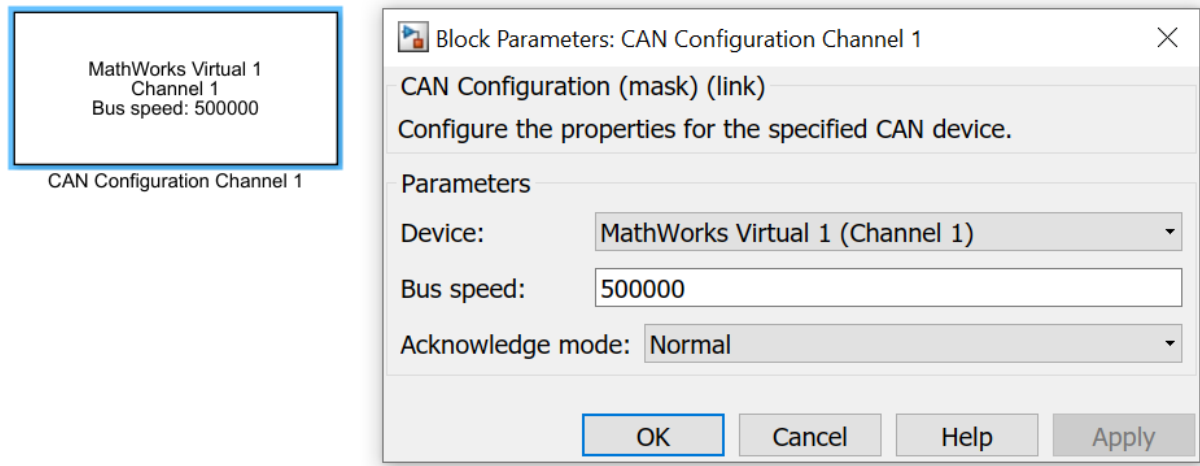 MathWorks Virtual 1
Channel 1
Bus speed: 500000
CAN Configuration Channel 1
Block Parameters: CAN Configuration Channel 1
CAN Configuration (mask) (link)
Configure the properties for the specified CAN device.
Parameters
Device: MathWorks Virtual 1 (Channel 1)
Bus speed: 500000
Acknowledge mode: Normal
OK Cancel Help Apply